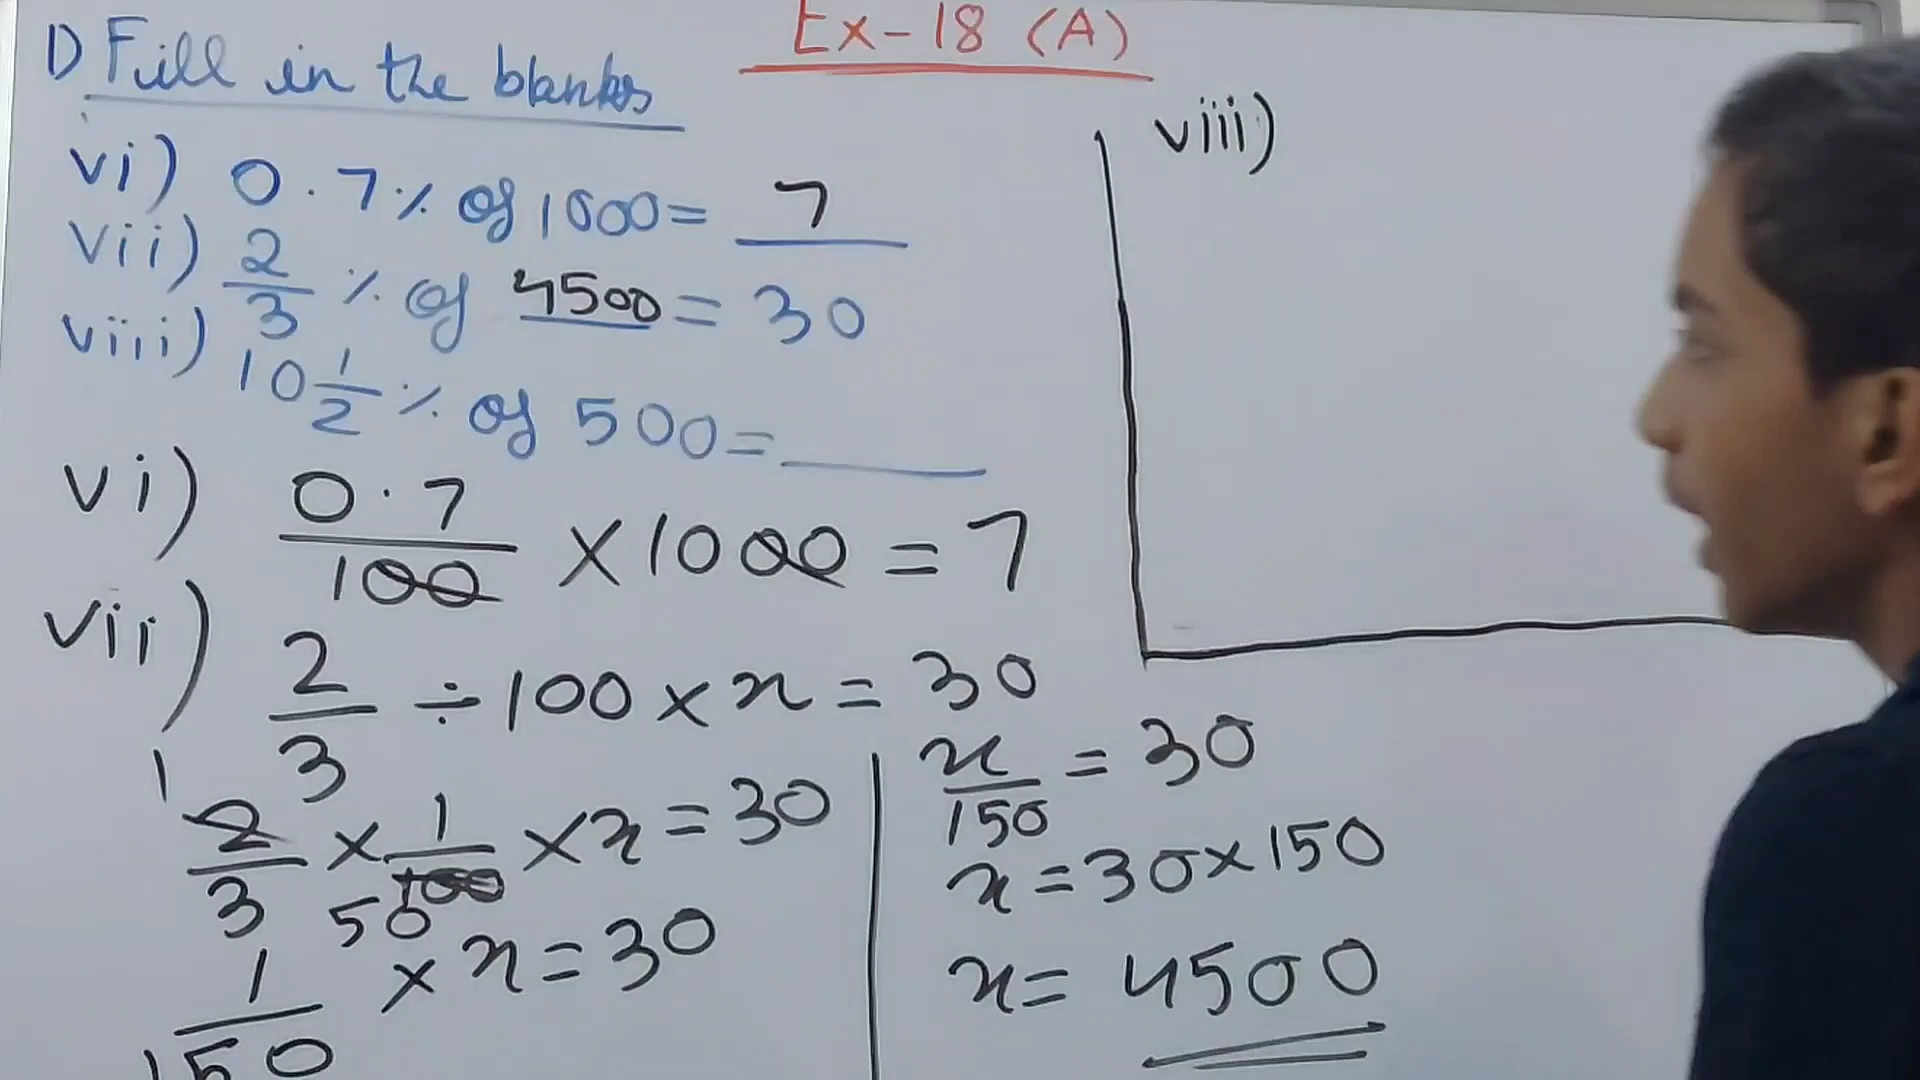 Ex-18 (A)
1) Fill in the blanks
vi) 0.7% of 1000 = 7
vii) 2/3 % of 4500 = 30
viii) 10 1/2 % of 500 = ______
vi) 0.7/100 × 1000 = 7
vii) 2/3 ÷ 100 × x = 30
1
2/3 × 1/100 × x = 30
50
1/150 × x = 30
x/150 = 30
x = 30 × 150
x = 4500
viii)